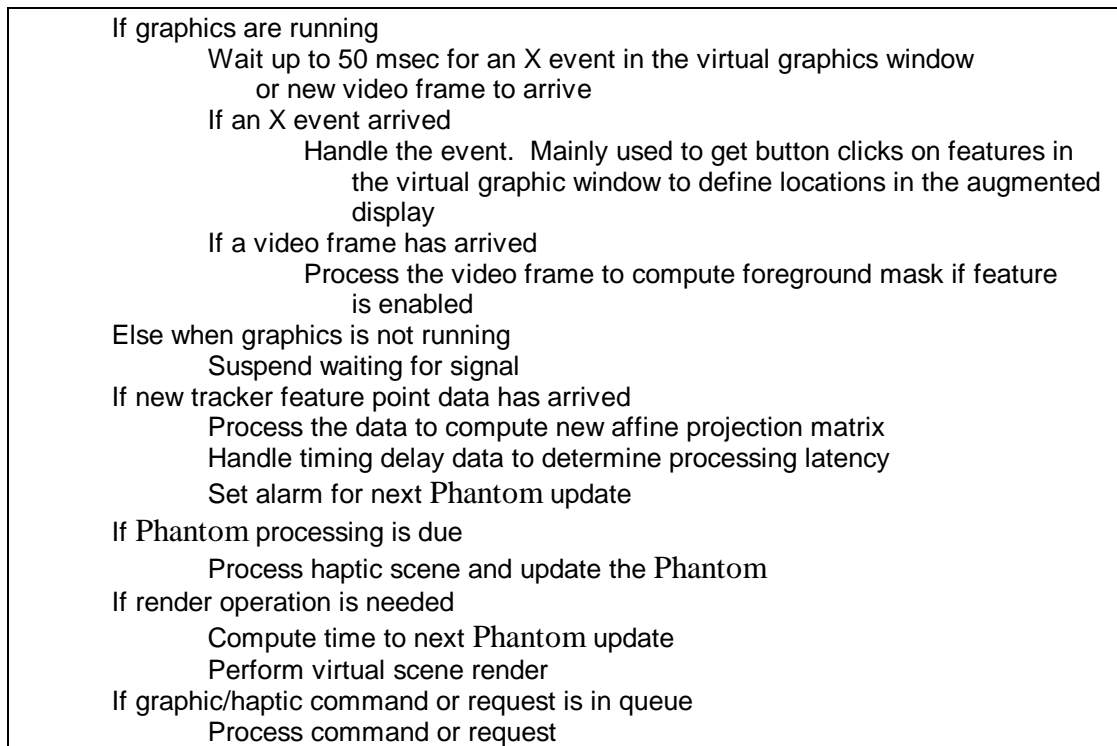 If graphics are running
Wait up to 50 msec for an X event in the virtual graphics window
or new video frame to arrive
If an X event arrived
Handle the event.  Mainly used to get button clicks on features in
the virtual graphic window to define locations in the augmented
display
If a video frame has arrived
Process the video frame to compute foreground mask if feature
is enabled
Else when graphics is not running
Suspend waiting for signal
If new tracker feature point data has arrived
Process the data to compute new affine projection matrix
Handle timing delay data to determine processing latency
Set alarm for next Phantom update
If Phantom processing is due
Process haptic scene and update the Phantom
If render operation is needed
Compute time to next Phantom update
Perform virtual scene render
If graphic/haptic command or request is in queue
Process command or request